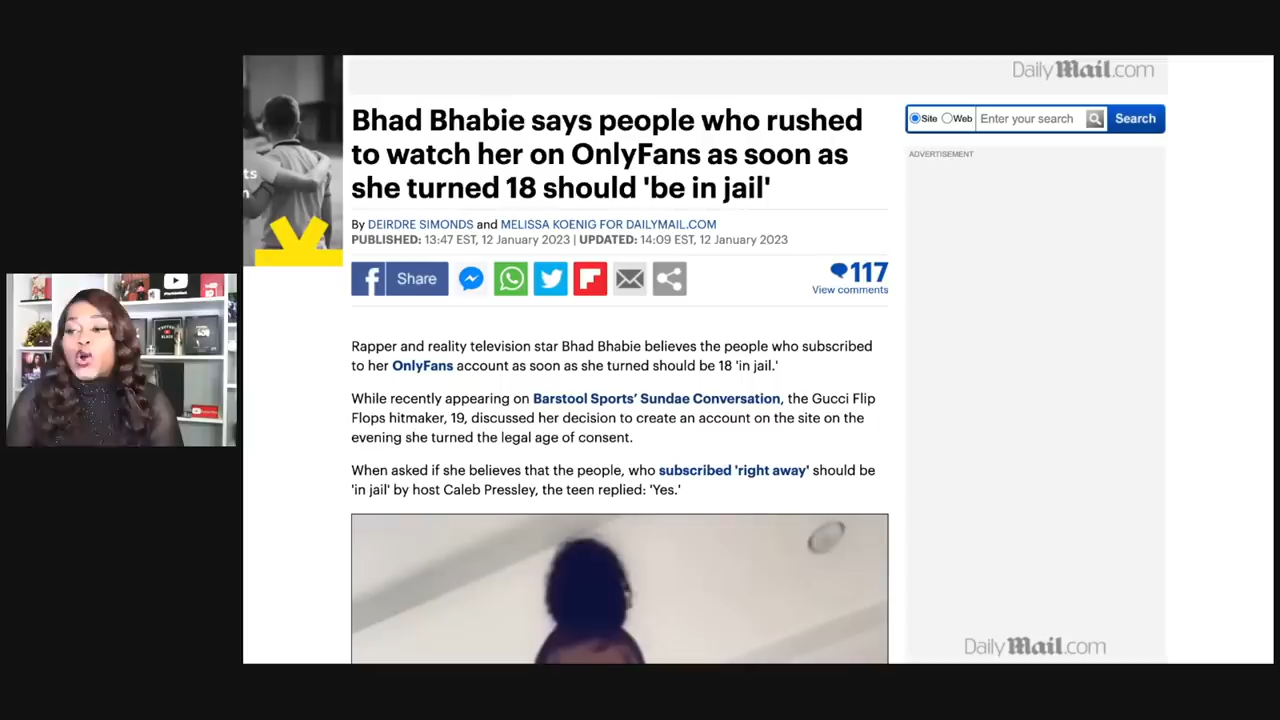 DailyMail.com
Bhad Bhabie says people who rushed
to watch her on OnlyFans as soon as
she turned 18 should 'be in jail'
By DEIRDRE SIMONDS and MELISSA KOENIG FOR DAILYMAIL.COM
PUBLISHED: 13:47 EST, 12 January 2023 | UPDATED: 14:09 EST, 12 January 2023
Share
117
View comments
Site Web Enter your search Search
ADVERTISEMENT
Rapper and reality television star Bhad Bhabie believes the people who subscribed
to her OnlyFans account as soon as she turned should be 18 'in jail.'
While recently appearing on Barstool Sports' Sundae Conversation, the Gucci Flip
Flops hitmaker, 19, discussed her decision to create an account on the site on the
evening she turned the legal age of consent.
When asked if she believes that the people, who subscribed 'right away' should be
'in jail' by host Caleb Pressley, the teen replied: 'Yes.'
DailyMail.com